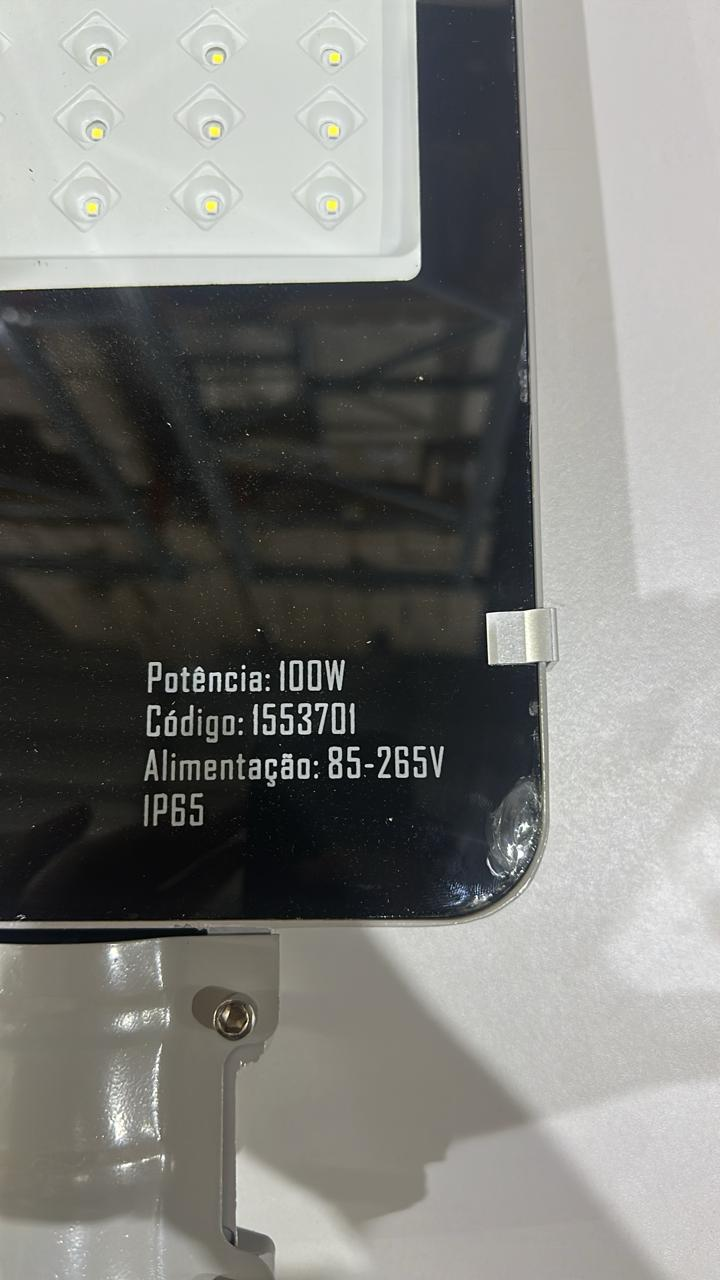 Potência: 100W
Código: 1553701
Alimentação: 85-265V
IP65